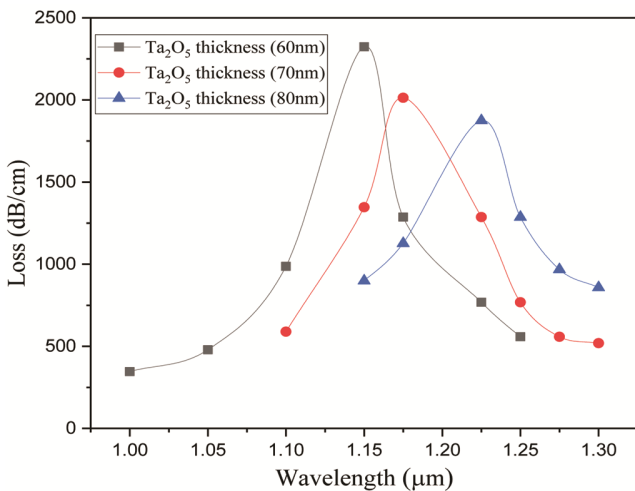 2500
2000
1500
1000
500
0
Loss (dB/cm)
Ta₂O₅ thickness (60nm)
Ta₂O₅ thickness (70nm)
Ta₂O₅ thickness (80nm)
1.00 1.05 1.10 1.15 1.20 1.25 1.30
Wavelength (μm)